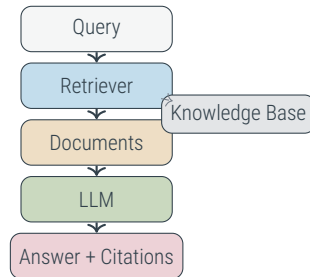 Query
Retriever
Knowledge Base
Documents
LLM
Answer + Citations